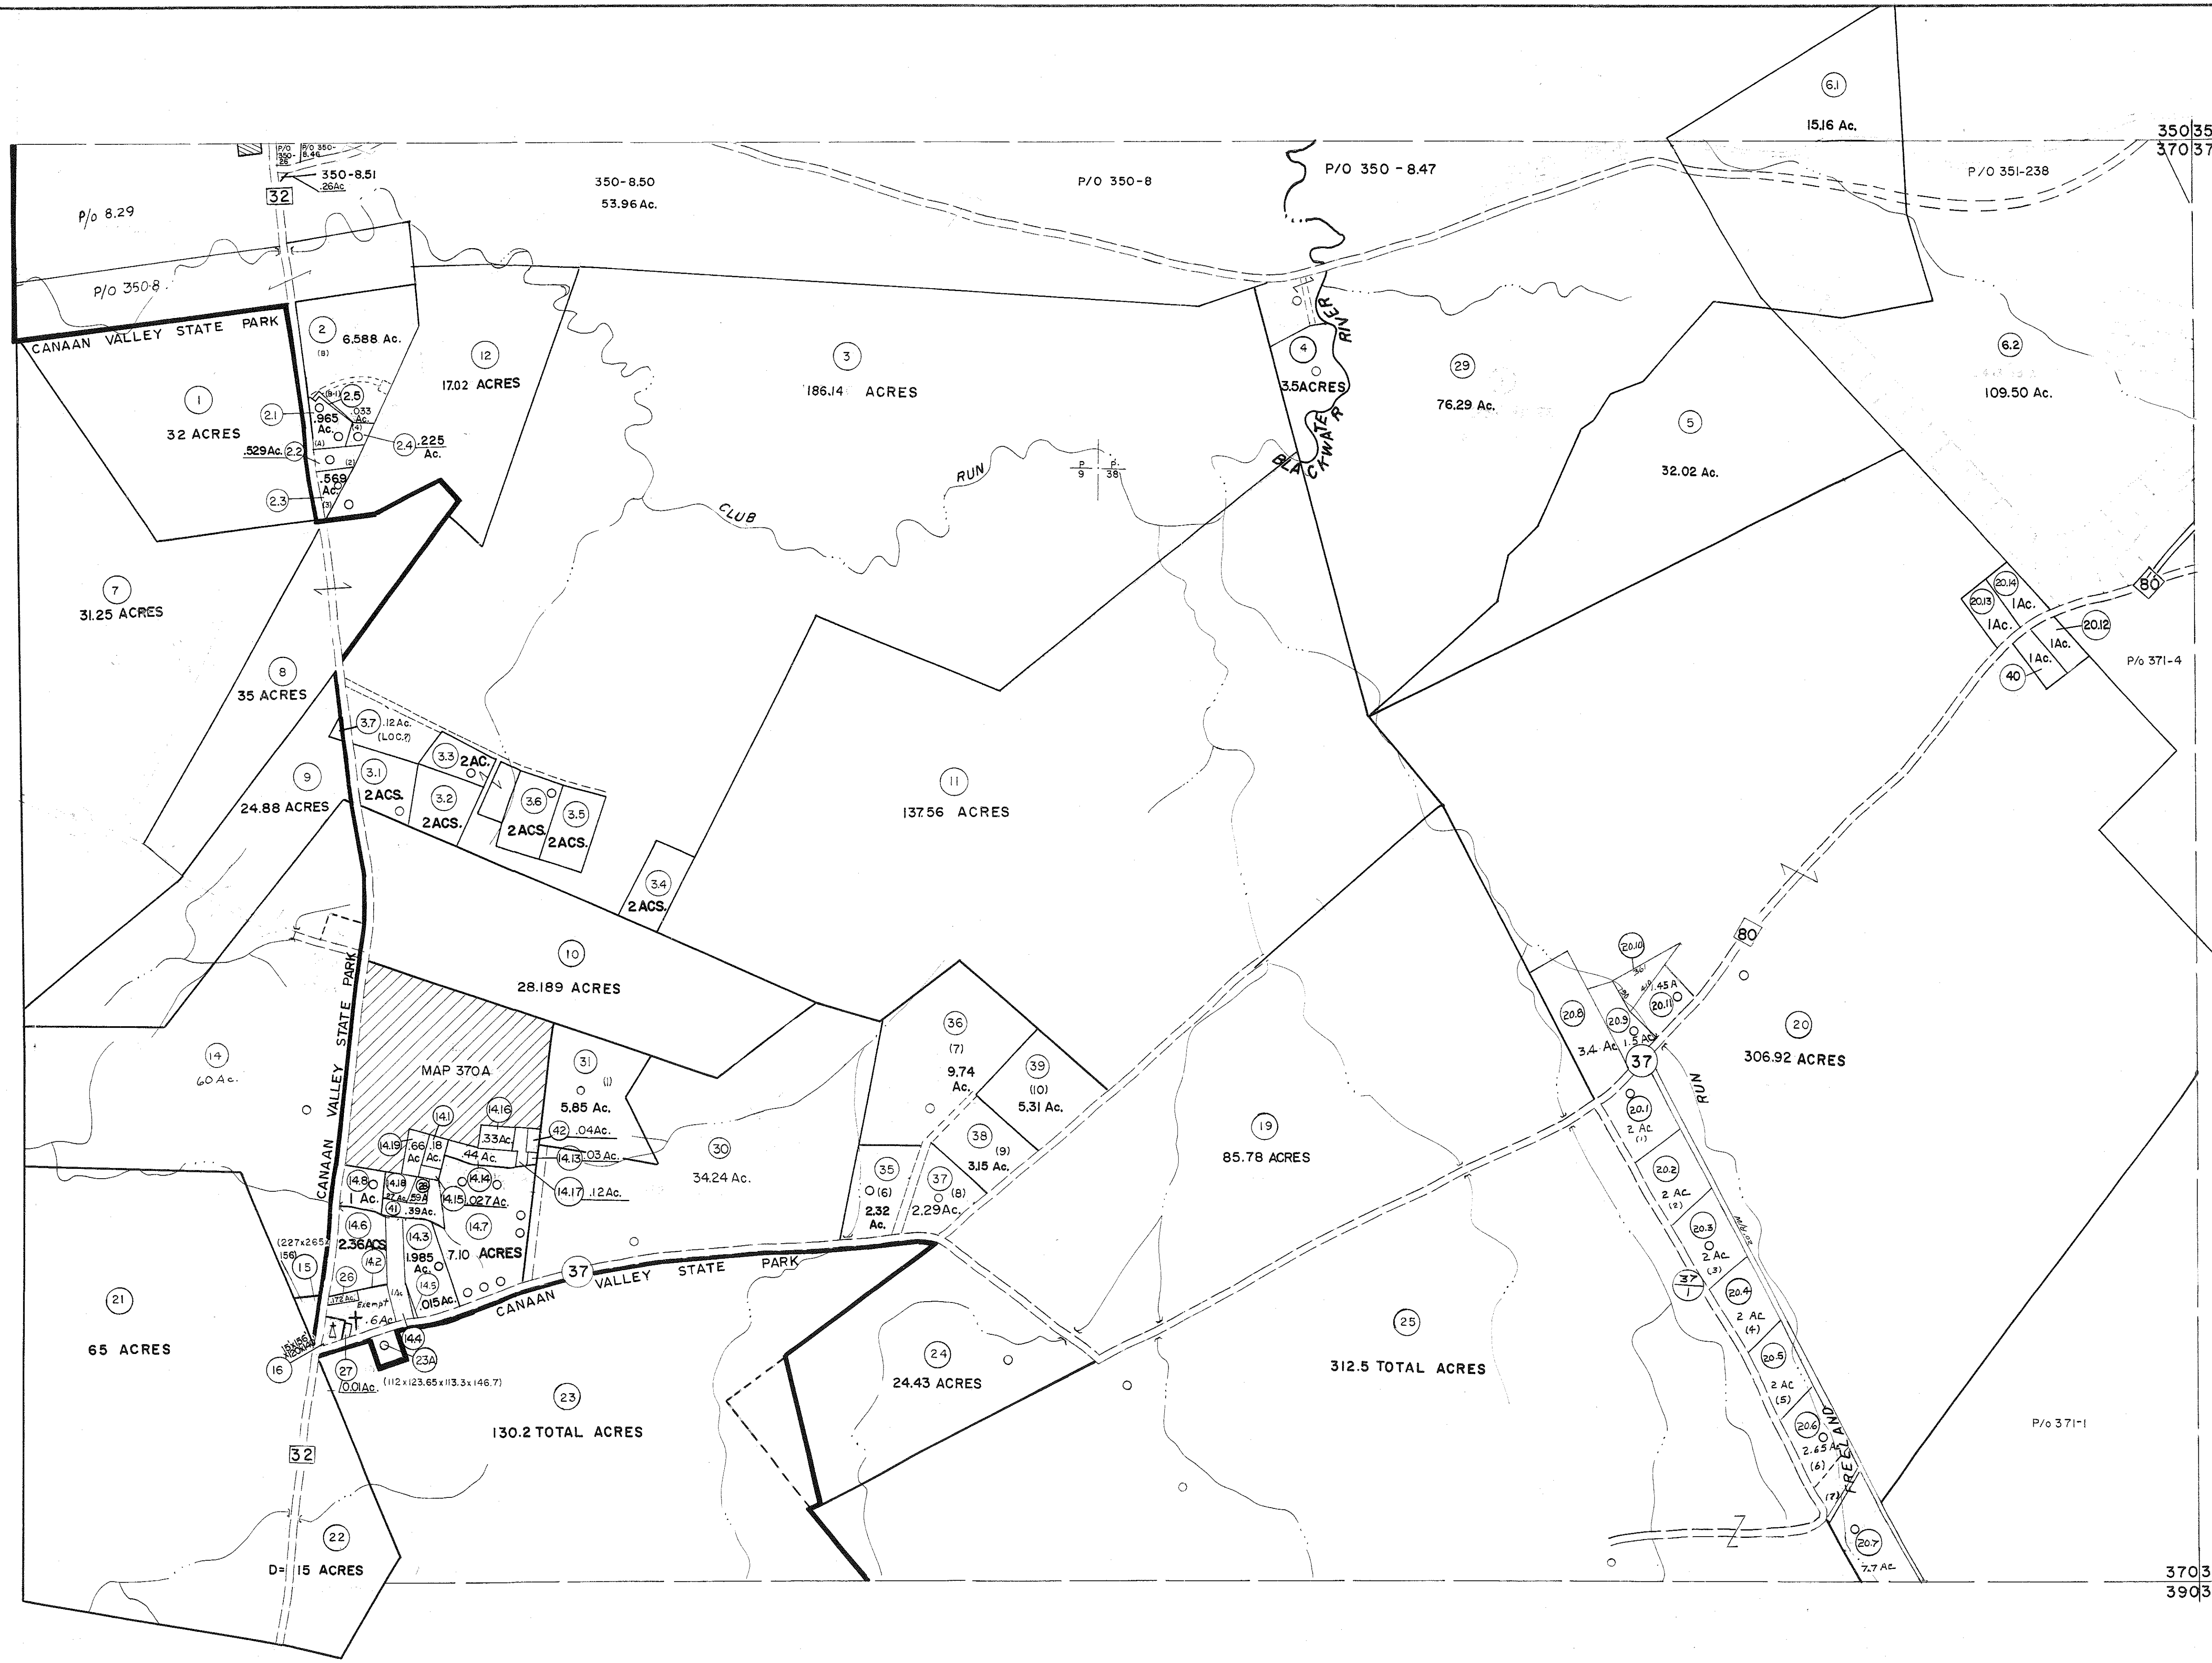 6.1
15.16 Ac.
350 35
370 37
P/O 350-26
P/O 350-8.46
350-8.51
.26Ac
32
P/o 8.29
P/O 350-8
350-8.50
53.96 Ac.
P/O 350-8
P/O 350-8.47
P/O 351-238
CANAAN VALLEY STATE PARK
1
32 ACRES
2
(B)
6.588 Ac.
(B-1)
2.5
.033 Ac.
2.1
.965 Ac.
(A)
(4)
2.4
.225 Ac.
.529Ac.
2.2
(2)
.569 Ac.
2.3
(3)
12
17.02 ACRES
3
186.14 ACRES
4
3.5ACRES
BLACKWATER RIVER
29
76.29 Ac.
5
32.02 Ac.
6.2
109.50 Ac.
CLUB RUN
P 9
P. 38
7
31.25 ACRES
8
35 ACRES
9
24.88 ACRES
3.7
.12Ac.
(LOC.?)
3.3
2AC.
3.1
2ACS.
3.2
2ACS.
3.6
2ACS.
3.5
2ACS.
3.4
2ACS.
11
137.56 ACRES
20.14
1Ac.
20.13
1Ac.
20.12
1Ac.
40
1Ac.
80
P/o 371-4
10
28.189 ACRES
14
60 Ac.
CANAAN VALLEY STATE PARK
MAP 370A
31
(1)
5.85 Ac.
36
(7)
9.74 Ac.
39
(10)
5.31 Ac.
38
(9)
3.15 Ac.
35
(6)
2.32 Ac.
37
(8)
2.29Ac.
30
34.24 Ac.
19
85.78 ACRES
20
306.92 ACRES
80
20.10
20.11
.45A
20.8
3.4 Ac
20.9
1.5 Ac
37
RUN
20.1
2 AC
(1)
20.2
2 AC
(2)
20.3
2 AC
(3)
37
1
20.4
2 AC
(4)
20.5
2 AC
(5)
20.6
2.65 Ac
(6)
(7)
20.7
7.7 AC
FREELAND
14.1
14.16
.33Ac.
42
.04Ac.
14.19
.66 Ac
.18 Ac.
.44 Ac.
14.13
.03 Ac.
14.8
1 Ac.
14.18
28
.59A
14.14
14.15
.027Ac.
14.17
.12Ac.
41
.39Ac.
14.6
2.36ACS
14.3
1.985 Ac.
14.7
7.10 ACRES
14.2
14.5
.015Ac.
(227x265x156)
15
26
.172 Ac.
Exempt
.6 Ac
1Ac
37
CANAAN VALLEY STATE PARK
21
65 ACRES
16
27
0.01Ac.
14.4
23A
(112x123.65x113.3x146.7)
23
130.2 TOTAL ACRES
24
24.43 ACRES
25
312.5 TOTAL ACRES
32
22
D= 15 ACRES
P/o 371-1
370 3
390 3